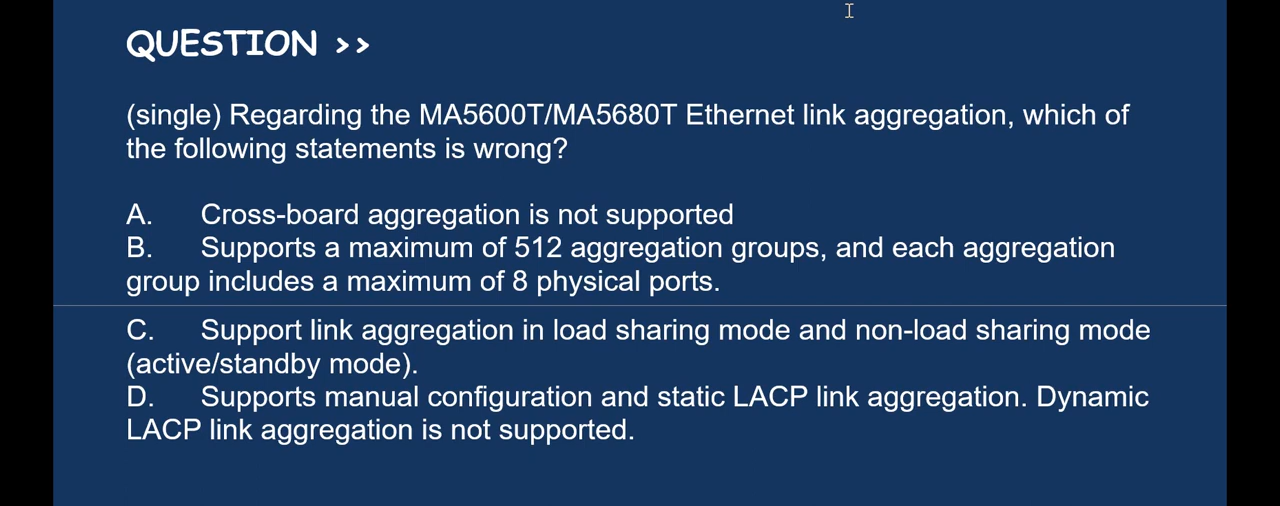 QUESTION >>
(single) Regarding the MA5600T/MA5680T Ethernet link aggregation, which of
the following statements is wrong?
A. Cross-board aggregation is not supported
B. Supports a maximum of 512 aggregation groups, and each aggregation
group includes a maximum of 8 physical ports.
C. Support link aggregation in load sharing mode and non-load sharing mode
(active/standby mode).
D. Supports manual configuration and static LACP link aggregation. Dynamic
LACP link aggregation is not supported.